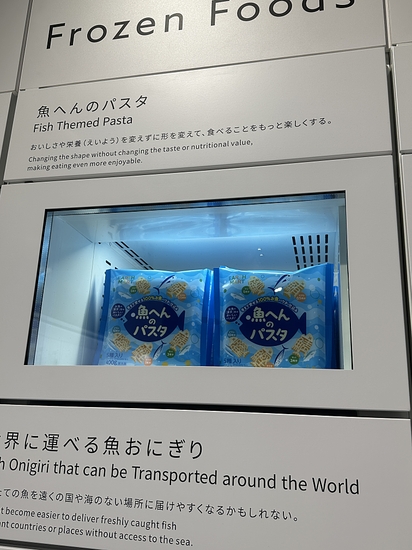 Frozen Foods
魚へんのパスタ
Fish Themed Pasta
おいしさや栄養(えいよう)を変えずに形を変えて、食べることをもっと楽しくする。
Changing the shape without changing the taste or nutritional value,
making eating even more enjoyable.
魚へん
の
パスタ
魚へん
の
パスタ
界に運べる魚おにぎり
h Onigiri that can be Transported around the World
ての魚を遠くの国や海のない場所に届けやすくなるかもしれない。
t become easier to deliver freshly caught fish
ant countries or places without access to the sea.